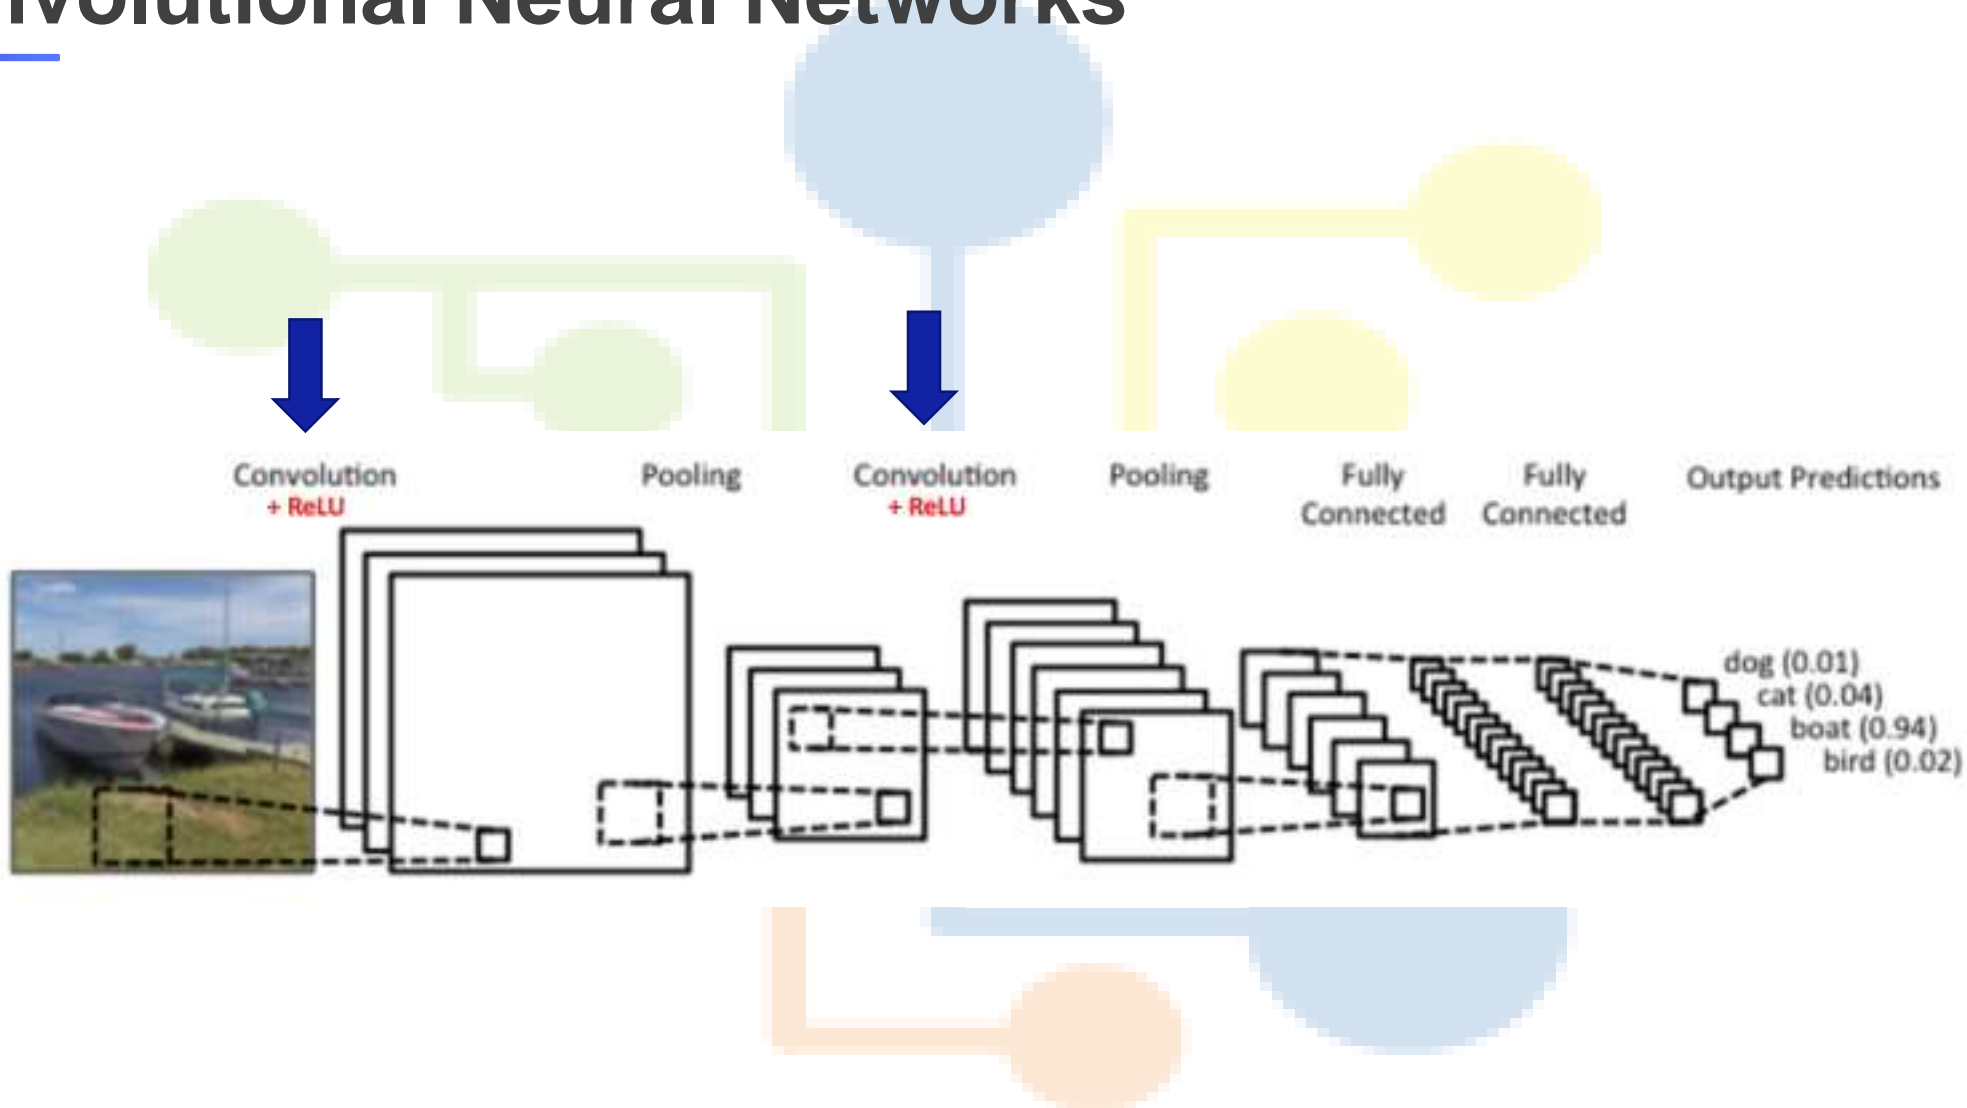 volutional Neural Networks
Convolution
+ ReLU
Pooling
Convolution
+ ReLU
Pooling
Fully
Connected
Fully
Connected
Output Predictions
dog (0.01)
cat (0.04)
boat (0.94)
bird (0.02)